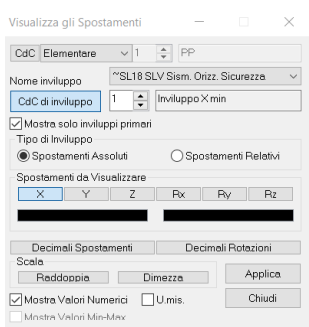 Visualizza gli Spostamenti
CdC Elementare 1 PP
Nome inviluppo ~SL18 SLV Sism. Orizz. Sicurezza
CdC di inviluppo 1 Inviluppo X min
Mostra solo inviluppi primari
Tipo di Inviluppo
Spostamenti Assoluti Spostamenti Relativi
Spostamenti da Visualizzare
X Y Z Rx Ry Rz
Decimali Spostamenti Decimali Rotazioni
Scala
Raddoppia Dimezza Applica
Mostra Valori Numerici U.mis. Chiudi
Mostra Valori Min-Max